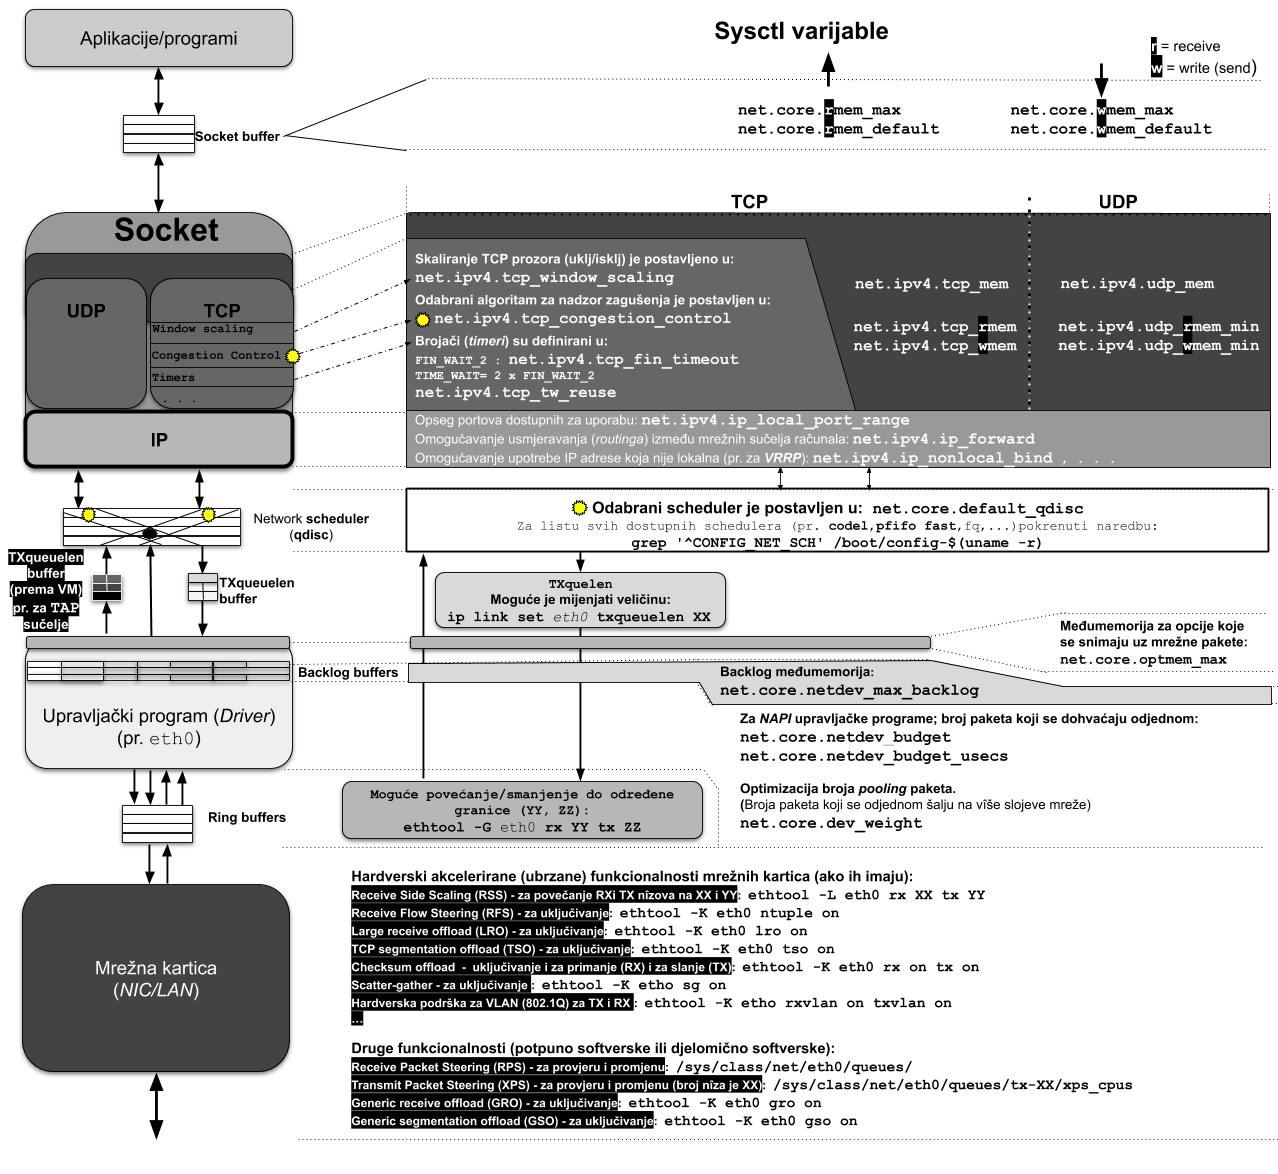 Aplikacije/programi
Socket buffer
Sysctl varijable
r = receive
w = write (send)
net.core.rmem_max
net.core.rmem_default
net.core.wmem_max
net.core.wmem_default
Socket
UDP
TCP
Window scaling
Congestion Control
Timers
. . .
IP
TCP
UDP
Skaliranje TCP prozora (uklj/isklj) je postavljeno u:
net.ipv4.tcp_window_scaling
Odabrani algoritam za nadzor zagušenja je postavljen u:
net.ipv4.tcp_congestion_control
Brojači (timeri) su definirani u:
FIN_WAIT_2 : net.ipv4.tcp_fin_timeout
TIME_WAIT= 2 x FIN_WAIT_2
net.ipv4.tcp_tw_reuse
net.ipv4.tcp_mem
net.ipv4.tcp_rmem
net.ipv4.tcp_wmem
net.ipv4.udp_mem
net.ipv4.udp_rmem_min
net.ipv4.udp_wmem_min
Opseg portova dostupnih za uporabu: net.ipv4.ip_local_port_range
Omogućavanje usmjeravanja (routinga) između mrežnih sučelja računala: net.ipv4.ip_forward
Omogućavanje upotrebe IP adrese koja nije lokalna (pr. za VRRP): net.ipv4.ip_nonlocal_bind , . . .
Network scheduler
(qdisc)
Odabrani scheduler je postavljen u: net.core.default_qdisc
Za listu svih dostupnih schedulera (pr. codel,pfifo fast,fq,...)pokrenuti naredbu:
grep '^CONFIG_NET_SCH' /boot/config-$(uname -r)
TXqueuelen
buffer
(prema VM)
pr. za TAP
sučelje
TXqueuelen
buffer
TXquelen
Moguće je mijenjati veličinu:
ip link set eth0 txqueuelen XX
Međumemorija za opcije koje
se snimaju uz mrežne pakete:
net.core.optmem_max
Backlog buffers
Backlog međumemorija:
net.core.netdev_max_backlog
Upravljački program (Driver)
(pr. eth0)
Za NAPI upravljačke programe; broj paketa koji se dohvaćaju odjednom:
net.core.netdev_budget
net.core.netdev_budget_usecs
Optimizacija broja pooling paketa.
(Broja paketa koji se odjednom šalju na više slojeve mreže)
net.core.dev_weight
Ring buffers
Moguće povećanje/smanjenje do određene
granice (YY, ZZ):
ethtool -G eth0 rx YY tx ZZ
Mrežna kartica
(NIC/LAN)
Hardverski akcelerirane (ubrzane) funkcionalnosti mrežnih kartica (ako ih imaju):
Receive Side Scaling (RSS) - za povečanje RXi TX nizova na XX i YY: ethtool -L eth0 rx XX tx YY
Receive Flow Steering (RFS) - za uključivanje: ethtool -K eth0 ntuple on
Large receive offload (LRO) - za uključivanje: ethtool -K eth0 lro on
TCP segmentation offload (TSO) - za uključivanje: ethtool -K eth0 tso on
Checksum offload - uključivanje i za primanje (RX) i za slanje (TX): ethtool -K eth0 rx on tx on
Scatter-gather - za uključivanje : ethtool -K etho sg on
Hardverska podrška za VLAN (802.1Q) za TX i RX : ethtool -K etho rxvlan on txvlan on
...
Druge funkcionalnosti (potpuno softverske ili djelomično softverske):
Receive Packet Steering (RPS) - za provjeru i promjenu: /sys/class/net/eth0/queues/
Transmit Packet Steering (XPS) - za provjeru i promjenu (broj niza je XX): /sys/class/net/eth0/queues/tx-XX/xps_cpus
Generic receive offload (GRO) - za uključivanje: ethtool -K eth0 gro on
Generic segmentation offload (GSO) - za uključivanje: ethtool -K eth0 gso on